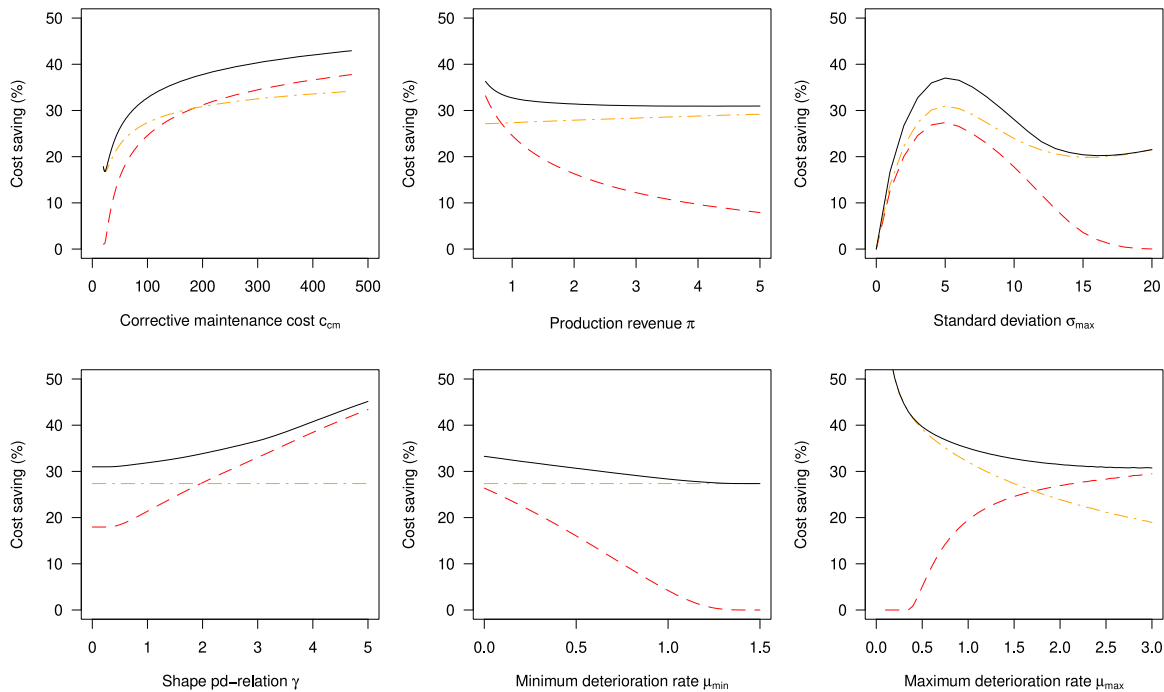 50
40
30
20
10
0
Cost saving (%)
0 100 200 300 400 500
Corrective maintenance cost c_cm
50
40
30
20
10
0
Cost saving (%)
1 2 3 4 5
Production revenue π
50
40
30
20
10
0
Cost saving (%)
0 5 10 15 20
Standard deviation σ_max
50
40
30
20
10
0
Cost saving (%)
0 1 2 3 4 5
Shape pd−relation γ
50
40
30
20
10
0
Cost saving (%)
0.0 0.5 1.0 1.5
Minimum deterioration rate μ_min
50
40
30
20
10
0
Cost saving (%)
0.0 0.5 1.0 1.5 2.0 2.5 3.0
Maximum deterioration rate μ_max